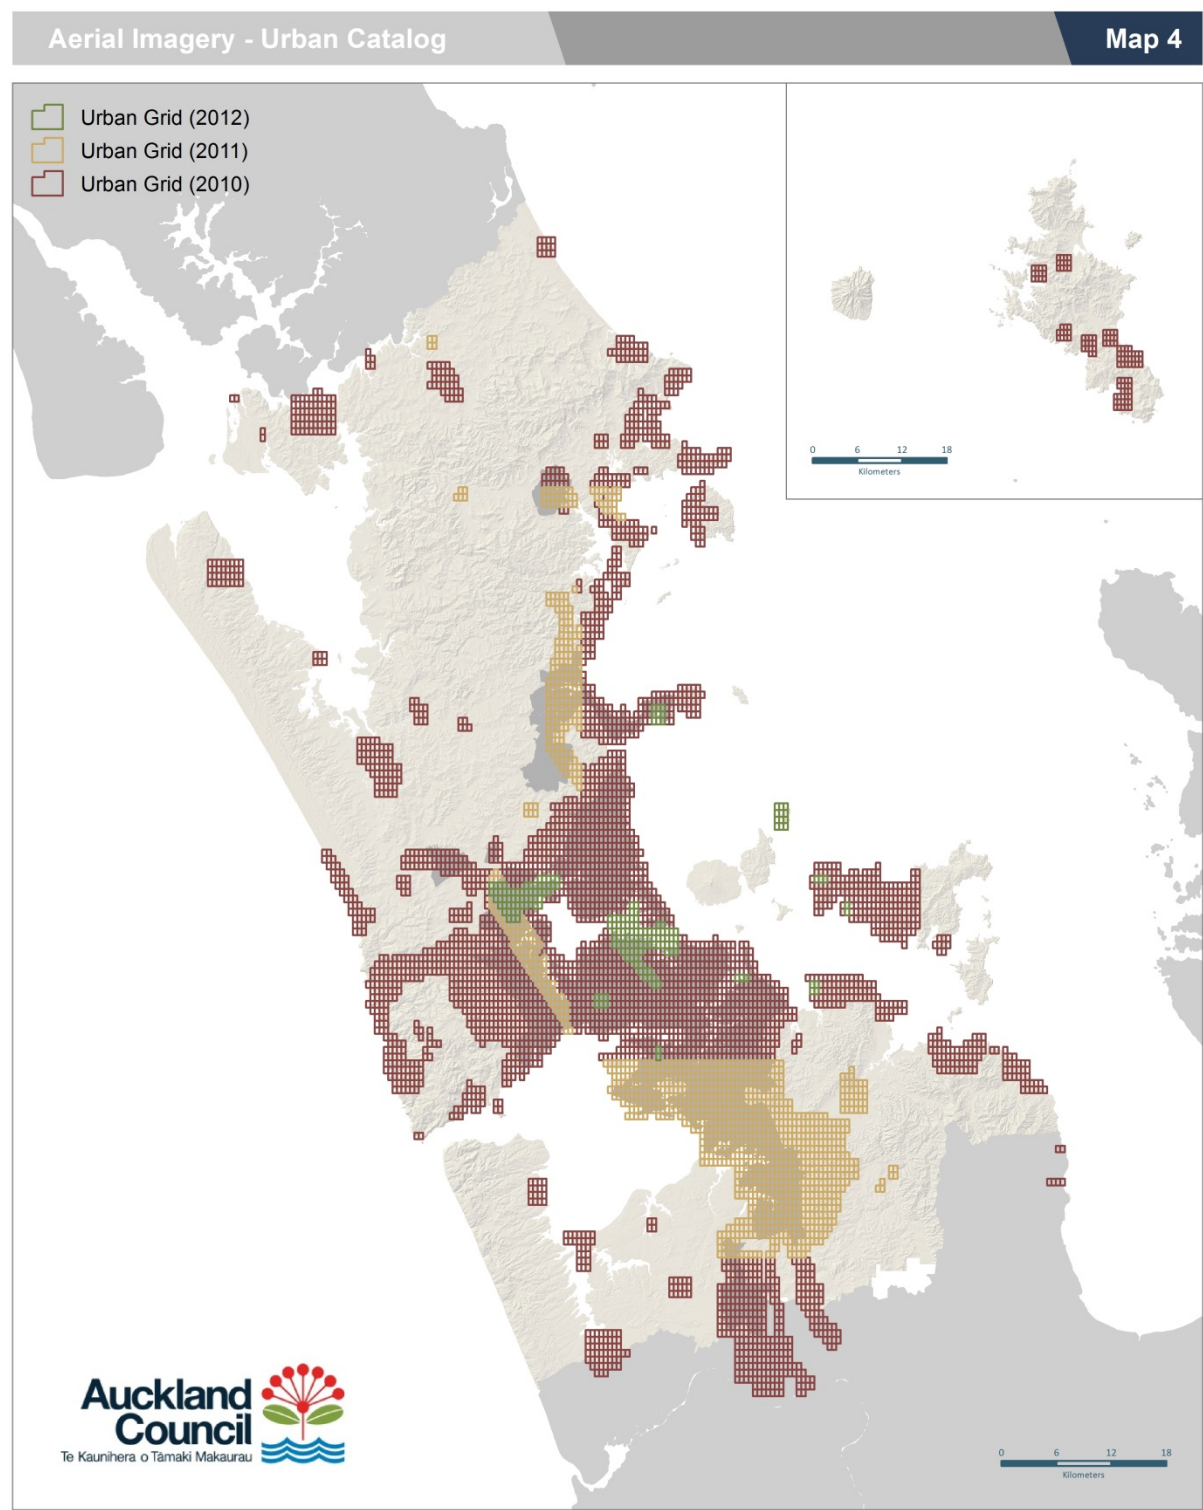 Aerial Imagery - Urban Catalog
Map 4
Urban Grid (2012)
Urban Grid (2011)
Urban Grid (2010)
0 6 12 18
Kilometers
Auckland
Council
Te Kaunihera o Tāmaki Makaurau
0 6 12 18
Kilometers